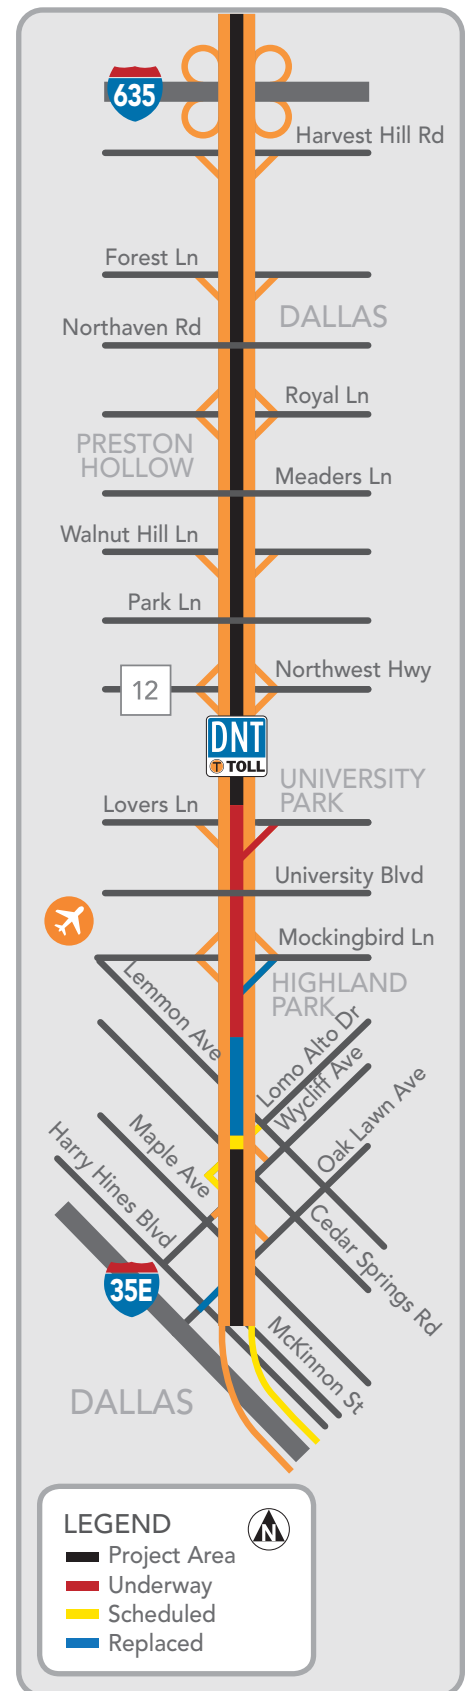 635
Harvest Hill Rd
Forest Ln
DALLAS
Northaven Rd
Royal Ln
PRESTON
HOLLOW
Meaders Ln
Walnut Hill Ln
Park Ln
Northwest Hwy
12
DNT
T TOLL
UNIVERSITY
PARK
Lovers Ln
University Blvd
Mockingbird Ln
HIGHLAND
PARK
Lemmon Ave
Lomo Alto Dr
Wycliff Ave
Oak Lawn Ave
Maple Ave
Harry Hines Blvd
Cedar Springs Rd
35E
McKinnon St
DALLAS
LEGEND
N
Project Area
Underway
Scheduled
Replaced